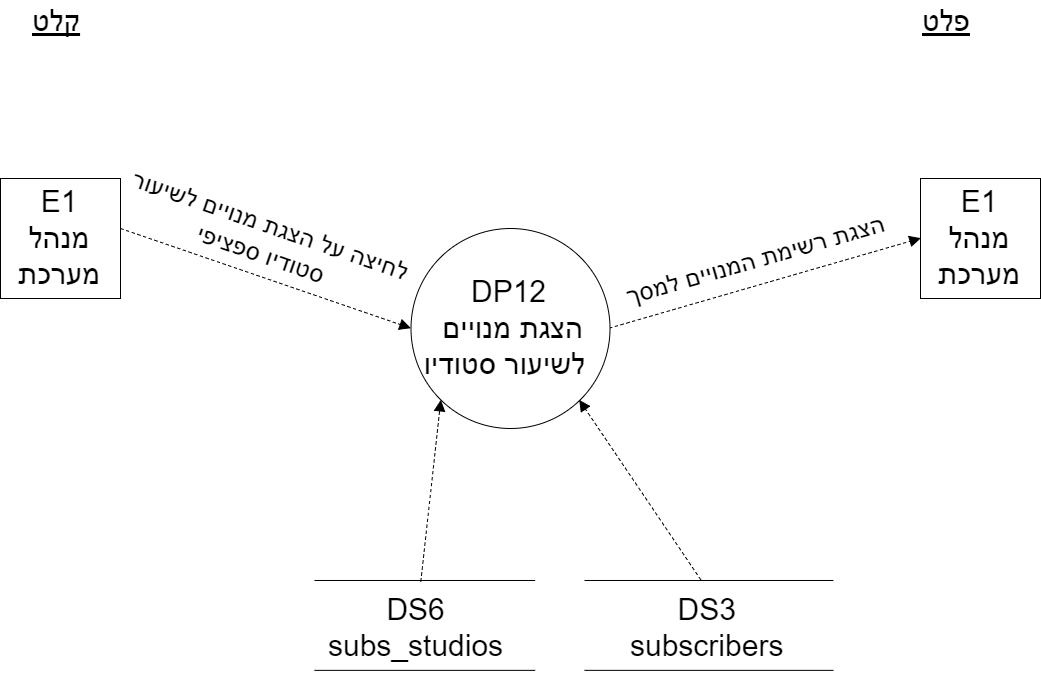 קלט
פלט
E1
מנהל
מערכת
לחיצה על הצגת מנויים לשיעור
סטודיו ספציפי
DP12
הצגת מנויים
לשיעור סטודיו
הצגת רשימת המנויים למסך
E1
מנהל
מערכת
DS6
subs_studios
DS3
subscribers